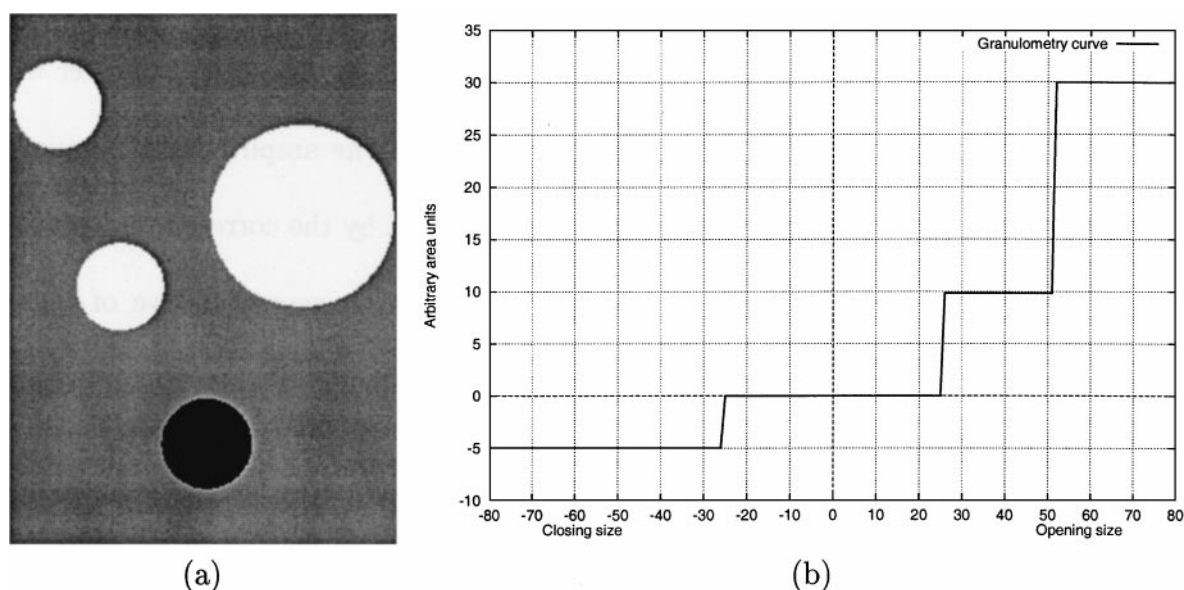 35
30
25
20
15
10
5
0
-5
-10
Arbitrary area units
Granulometry curve
-80 -70 -60 -50 -40 -30 -20 -10 0 10 20 30 40 50 60 70 80
Closing size Opening size
(a) (b)